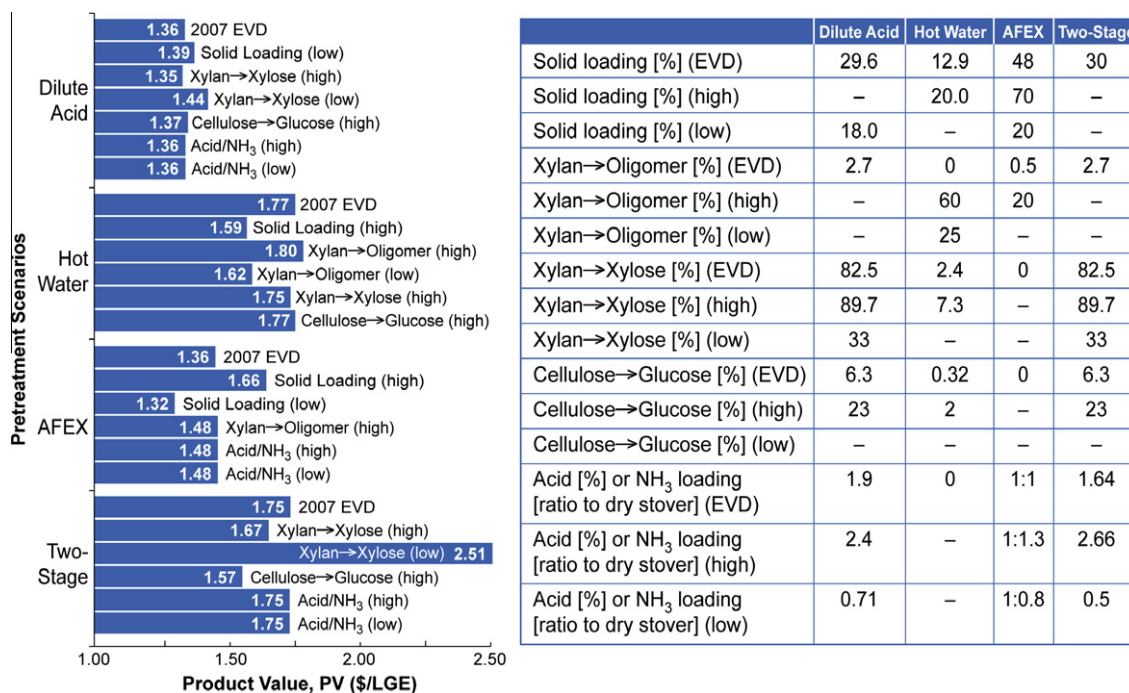 Pretreatment Scenarios
Dilute
Acid
1.36 2007 EVD
1.39 Solid Loading (low)
1.35 Xylan→Xylose (high)
1.44 Xylan→Xylose (low)
1.37 Cellulose→Glucose (high)
1.36 Acid/NH₃ (high)
1.36 Acid/NH₃ (low)
Hot
Water
1.77 2007 EVD
1.59 Solid Loading (high)
1.80 Xylan→Oligomer (high)
1.62 Xylan→Oligomer (low)
1.75 Xylan→Xylose (high)
1.77 Cellulose→Glucose (high)
AFEX
1.36 2007 EVD
1.66 Solid Loading (high)
1.32 Solid Loading (low)
1.48 Xylan→Oligomer (high)
1.48 Acid/NH₃ (high)
1.48 Acid/NH₃ (low)
Two-
Stage
1.75 2007 EVD
1.67 Xylan→Xylose (high)
Xylan→Xylose (low) 2.51
1.57 Cellulose→Glucose (high)
1.75 Acid/NH₃ (high)
1.75 Acid/NH₃ (low)
1.00 1.50 2.00 2.50
Product Value, PV ($/LGE)
Dilute Acid Hot Water AFEX Two-Stage
Solid loading [%] (EVD) 29.6 12.9 48 30
Solid loading [%] (high) – 20.0 70 –
Solid loading [%] (low) 18.0 – 20 –
Xylan→Oligomer [%] (EVD) 2.7 0 0.5 2.7
Xylan→Oligomer [%] (high) – 60 20 –
Xylan→Oligomer [%] (low) – 25 – –
Xylan→Xylose [%] (EVD) 82.5 2.4 0 82.5
Xylan→Xylose [%] (high) 89.7 7.3 – 89.7
Xylan→Xylose [%] (low) 33 – – 33
Cellulose→Glucose [%] (EVD) 6.3 0.32 0 6.3
Cellulose→Glucose [%] (high) 23 2 – 23
Cellulose→Glucose [%] (low) – – – –
Acid [%] or NH₃ loading
[ratio to dry stover] (EVD) 1.9 0 1:1 1.64
Acid [%] or NH₃ loading
[ratio to dry stover] (high) 2.4 – 1:1.3 2.66
Acid [%] or NH₃ loading
[ratio to dry stover] (low) 0.71 – 1:0.8 0.5